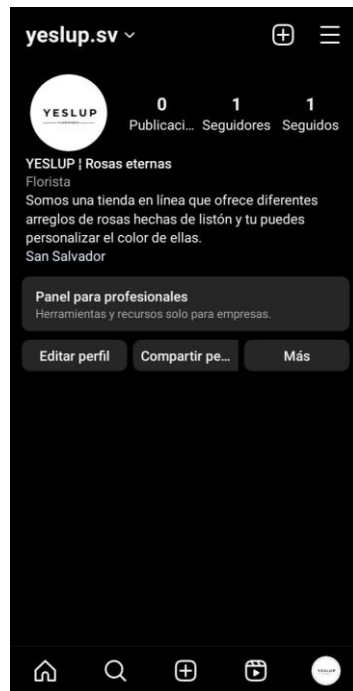 yeslup.sv
YESLUP
0 1 1
Publicaci... Seguidores Seguidos
YESLUP ¦ Rosas eternas
Florista
Somos una tienda en línea que ofrece diferentes
arreglos de rosas hechas de listón y tu puedes
personalizar el color de ellas.
San Salvador
Panel para profesionales
Herramientas y recursos solo para empresas.
Editar perfil Compartir pe... Más
YESLUP